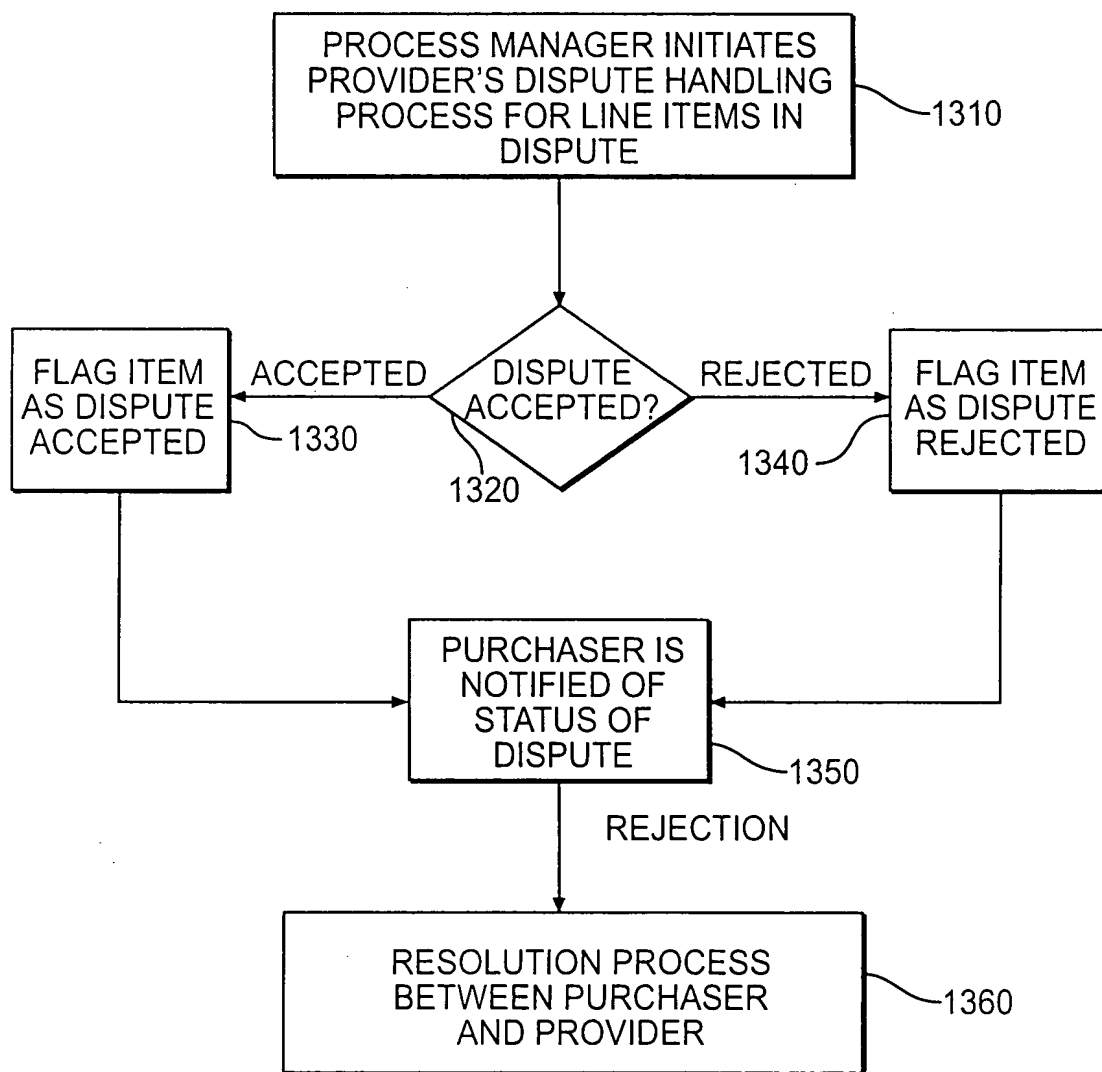 PROCESS MANAGER INITIATES
PROVIDER'S DISPUTE HANDLING
PROCESS FOR LINE ITEMS IN
DISPUTE
1310
DISPUTE
ACCEPTED?
1320
ACCEPTED
FLAG ITEM
AS DISPUTE
ACCEPTED
1330
REJECTED
FLAG ITEM
AS DISPUTE
REJECTED
1340
PURCHASER IS
NOTIFIED OF
STATUS OF
DISPUTE
1350
REJECTION
RESOLUTION PROCESS
BETWEEN PURCHASER
AND PROVIDER
1360